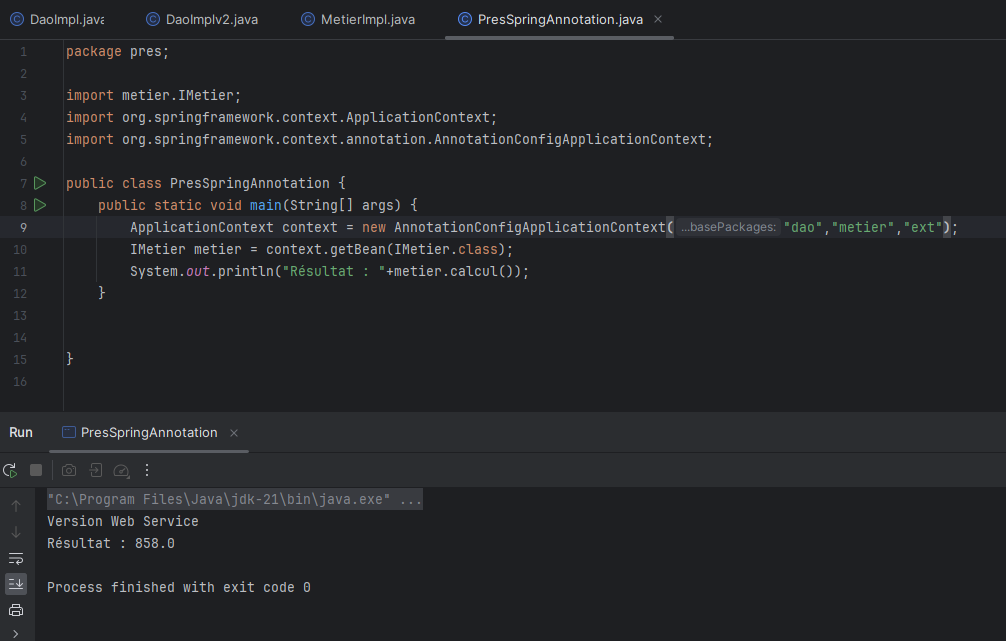 DaoImpl.java DaoImplv2.java MetierImpl.java PresSpringAnnotation.java
1 package pres;
2
3 import metier.IMetier;
4 import org.springframework.context.ApplicationContext;
5 import org.springframework.context.annotation.AnnotationConfigApplicationContext;
6
7 public class PresSpringAnnotation {
8 public static void main(String[] args) {
9 ApplicationContext context = new AnnotationConfigApplicationContext( ...basePackages: "dao","metier","ext");
10 IMetier metier = context.getBean(IMetier.class);
11 System.out.println("Résultat : "+metier.calcul());
12 }
13
14
15 }
16
Run PresSpringAnnotation
"C:\Program Files\Java\jdk-21\bin\java.exe" ...
Version Web Service
Résultat : 858.0
Process finished with exit code 0